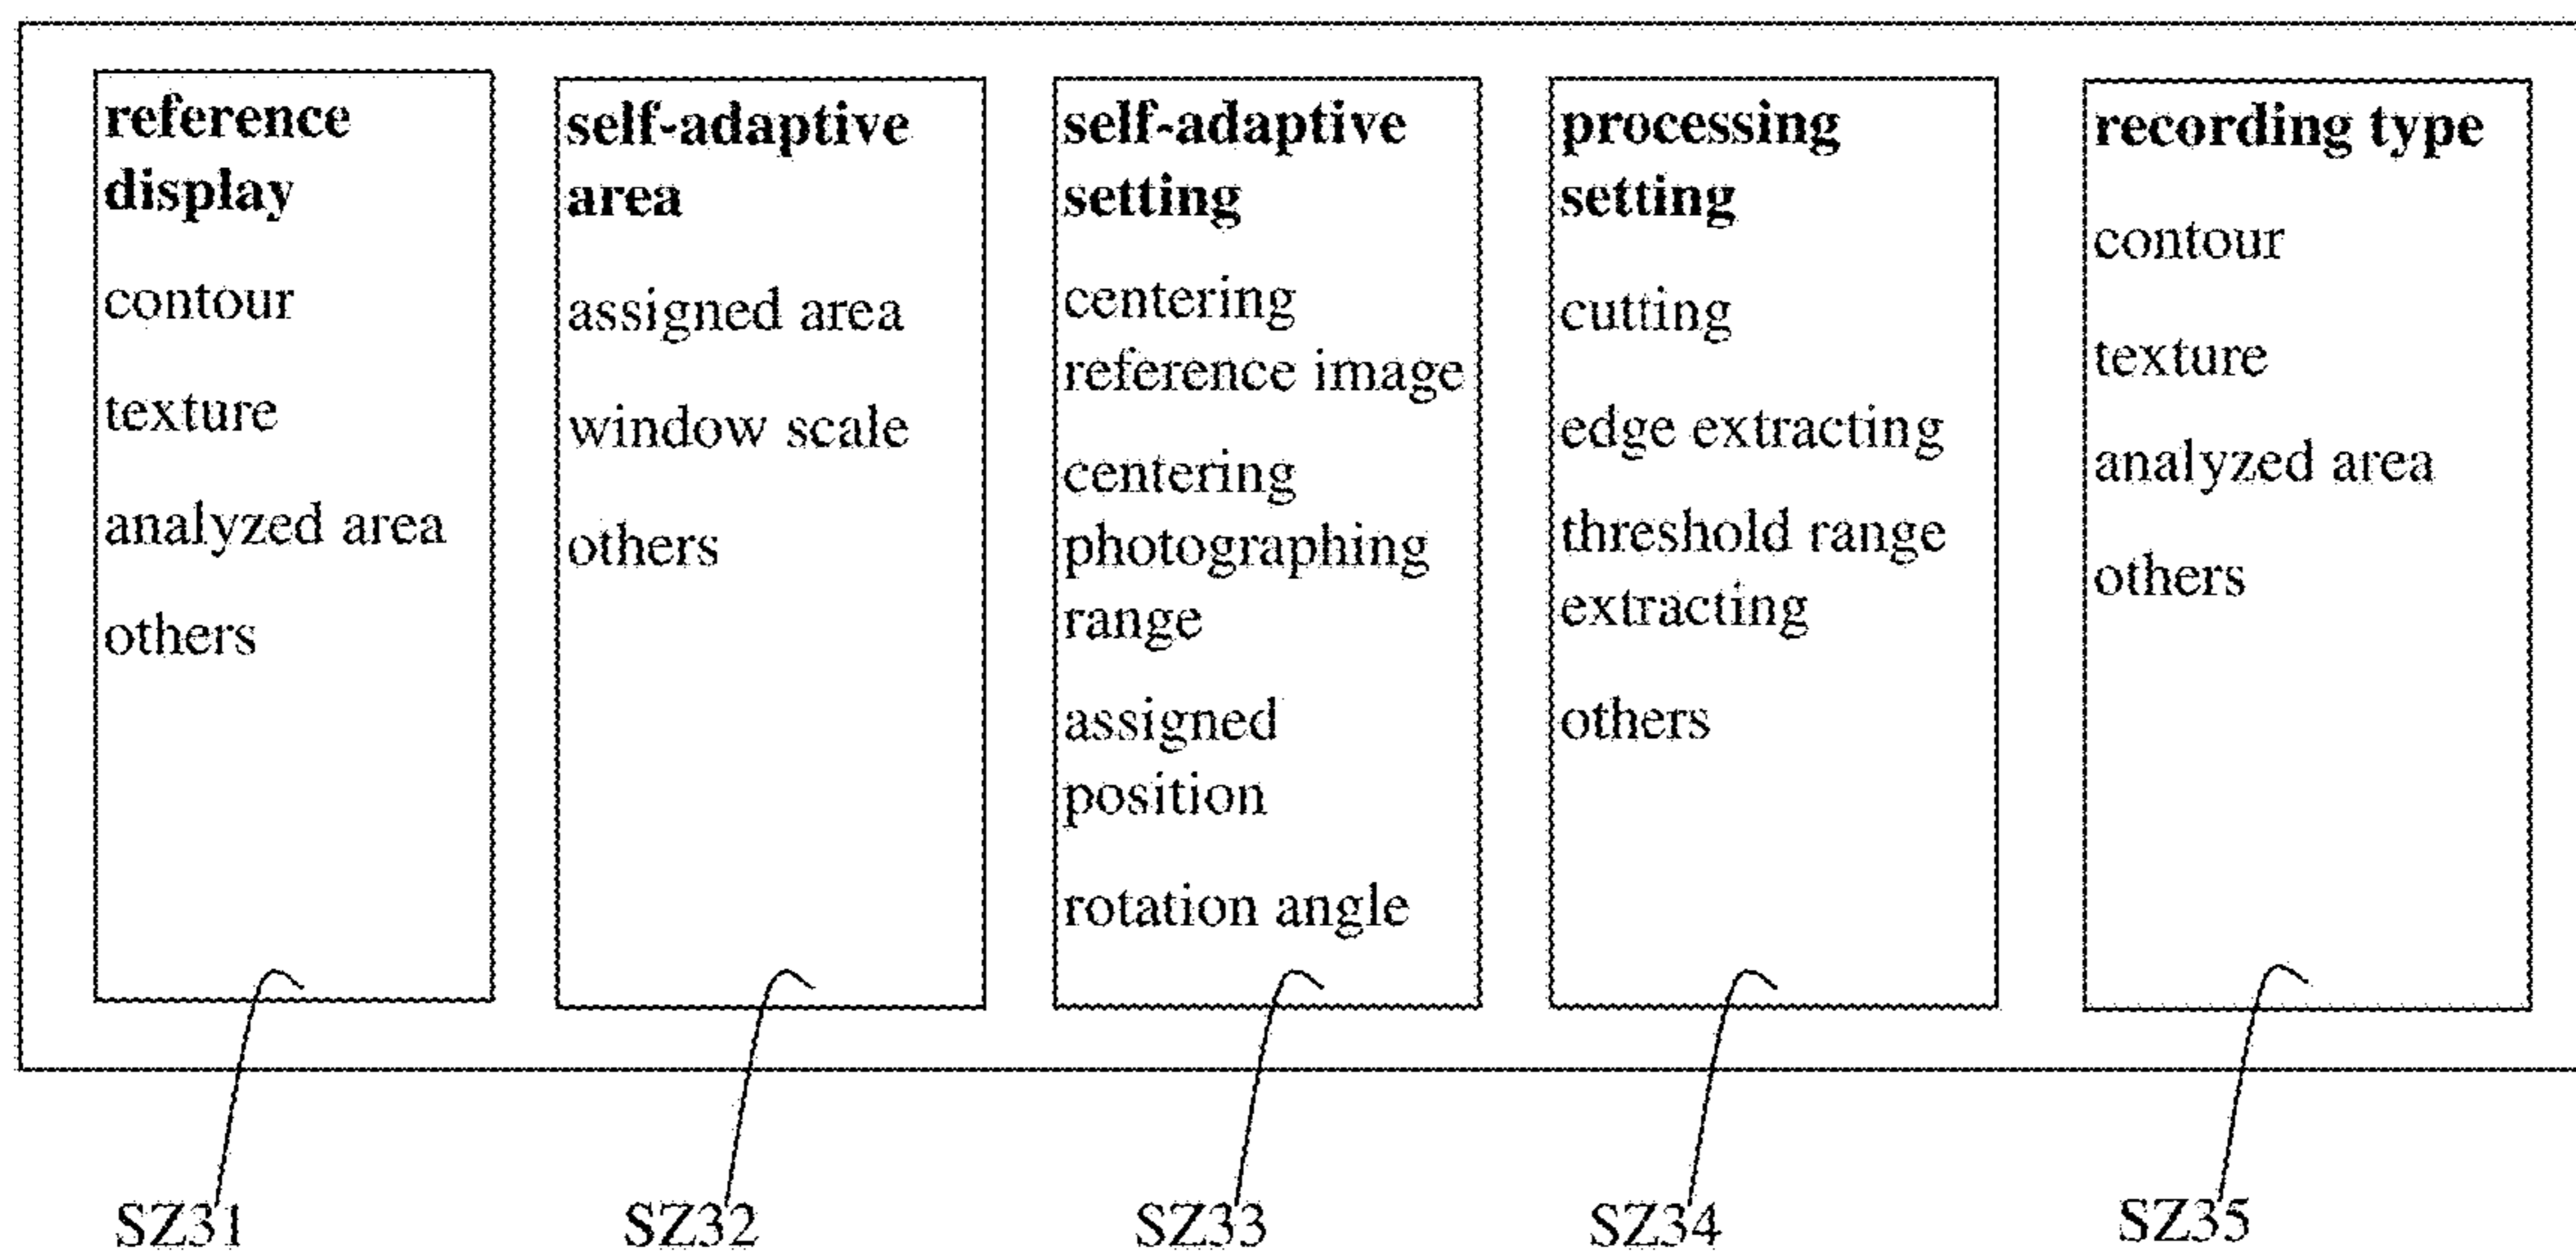 reference
display
contour
texture
analyzed area
others
self-adaptive
area
assigned area
window scale
others
self-adaptive
setting
centering
reference image
centering
photographing
range
assigned
position
rotation angle
processing
setting
cutting
edge extracting
threshold range
extracting
others
recording type
contour
texture
analyzed area
others
SZ31
SZ32
SZ33
SZ34
SZ35